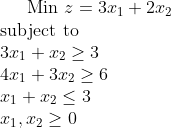 Min z = 3x₁ + 2x₂
subject to
3x₁ + x₂ ≥ 3
4x₁ + 3x₂ ≥ 6
x₁ + x₂ ≤ 3
x₁, x₂ ≥ 0